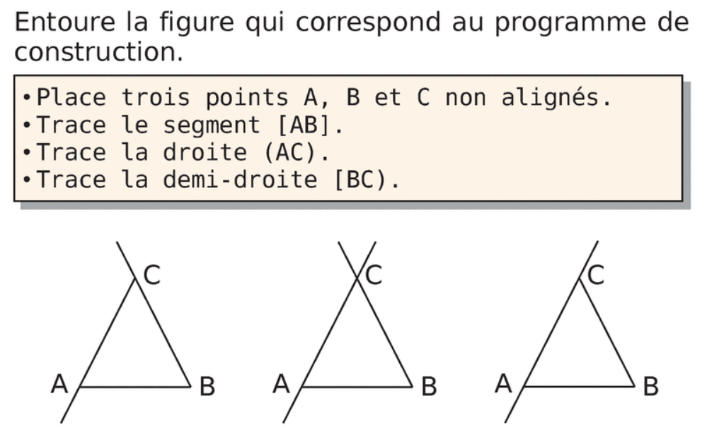 Entoure la figure qui correspond au programme de
construction.
•Place trois points A, B et C non alignés.
•Trace le segment [AB].
•Trace la droite (AC).
•Trace la demi-droite [BC).
C C C
A B A B A B